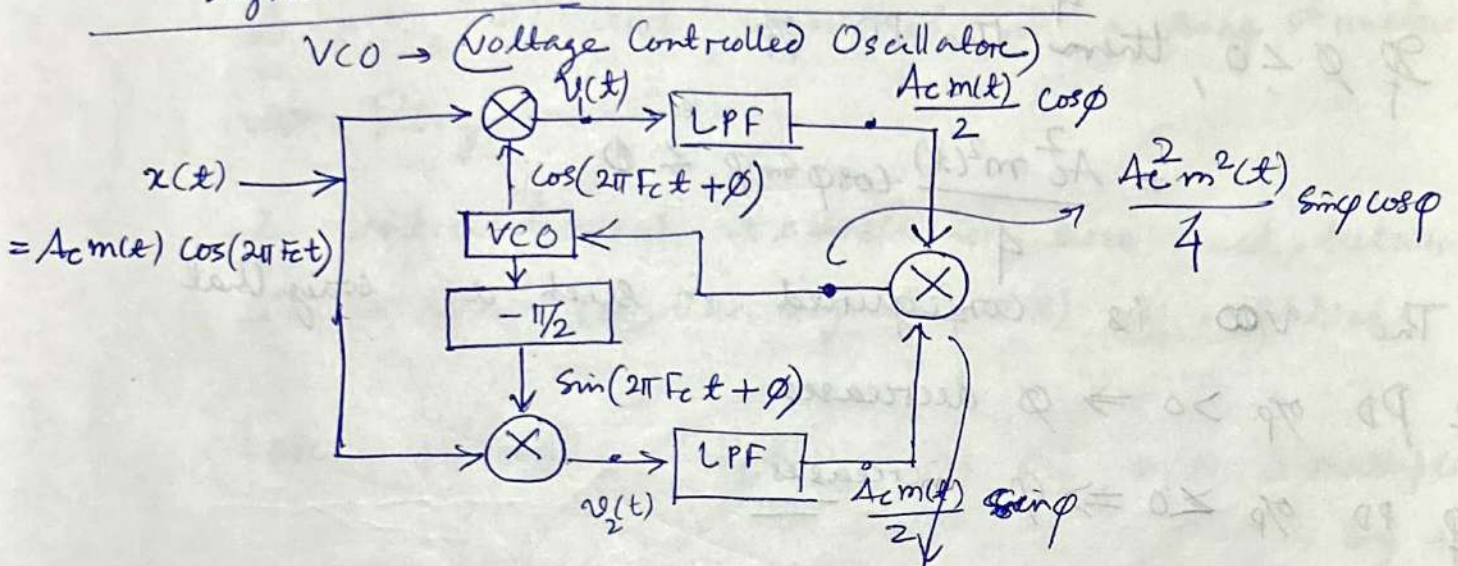 VCO → (Voltage Controlled Oscillator)
v₁(t)
LPF
Ac m(t)/2 cosφ
x(t)
= Ac m(t) cos(2πFct)
cos(2πFct + φ)
VCO
Ac² m²(t)/4 sinφ cosφ
-π/2
sin(2πFct + φ)
v₂(t)
LPF
Ac m(t)/2 sinφ